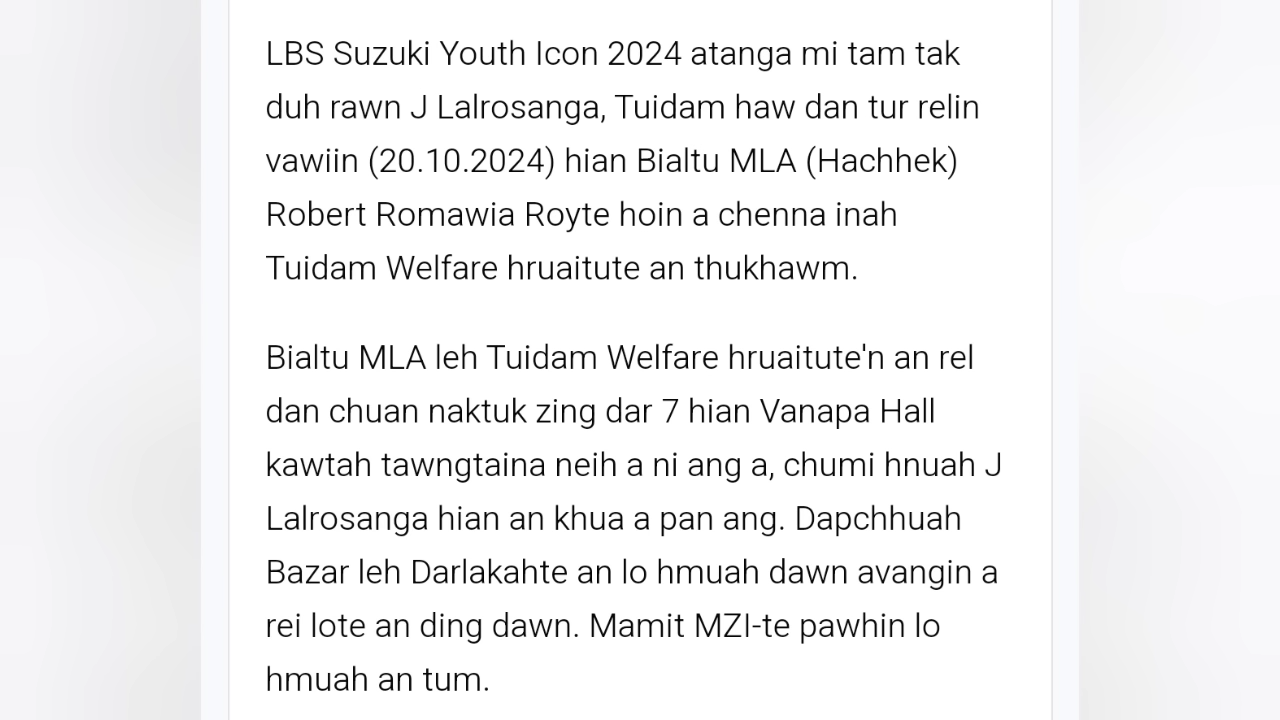 LBS Suzuki Youth Icon 2024 atanga mi tam tak
duh rawn J Lalrosanga, Tuidam haw dan tur relin
vawiin (20.10.2024) hian Bialtu MLA (Hachhek)
Robert Romawia Royte hoin a chenna inah
Tuidam Welfare hruaitute an thukhawm.
Bialtu MLA leh Tuidam Welfare hruaitute'n an rel
dan chuan naktuk zing dar 7 hian Vanapa Hall
kawtah tawngtaina neih a ni ang a, chumi hnuah J
Lalrosanga hian an khua a pan ang. Dapchhuah
Bazar leh Darlakahte an lo hmuah dawn avangin a
rei lote an ding dawn. Mamit MZI-te pawhin lo
hmuah an tum.